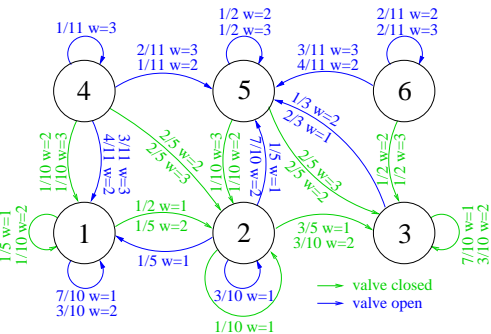 1/11 w=3
1/2 w=2
1/2 w=3
2/11 w=2
2/11 w=3
2/11 w=3
1/11 w=2
3/11 w=3
4/11 w=2
4
5
6
1/10 w=2
1/10 w=3
3/11 w=3
4/11 w=2
2/5 w=2
2/5 w=3
1/10 w=3
1/10 w=2
1/5 w=1
7/10 w=2
1/3 w=2
2/3 w=1
2/5 w=3
2/5 w=2
1/2 w=2
1/2 w=3
1/5 w=1
1/10 w=2
1
1/2 w=1
1/5 w=2
1/5 w=1
2
3/5 w=1
3/10 w=2
3
7/10 w=2
3/10 w=1
7/10 w=1
3/10 w=2
3/10 w=1
1/10 w=1
valve closed
valve open